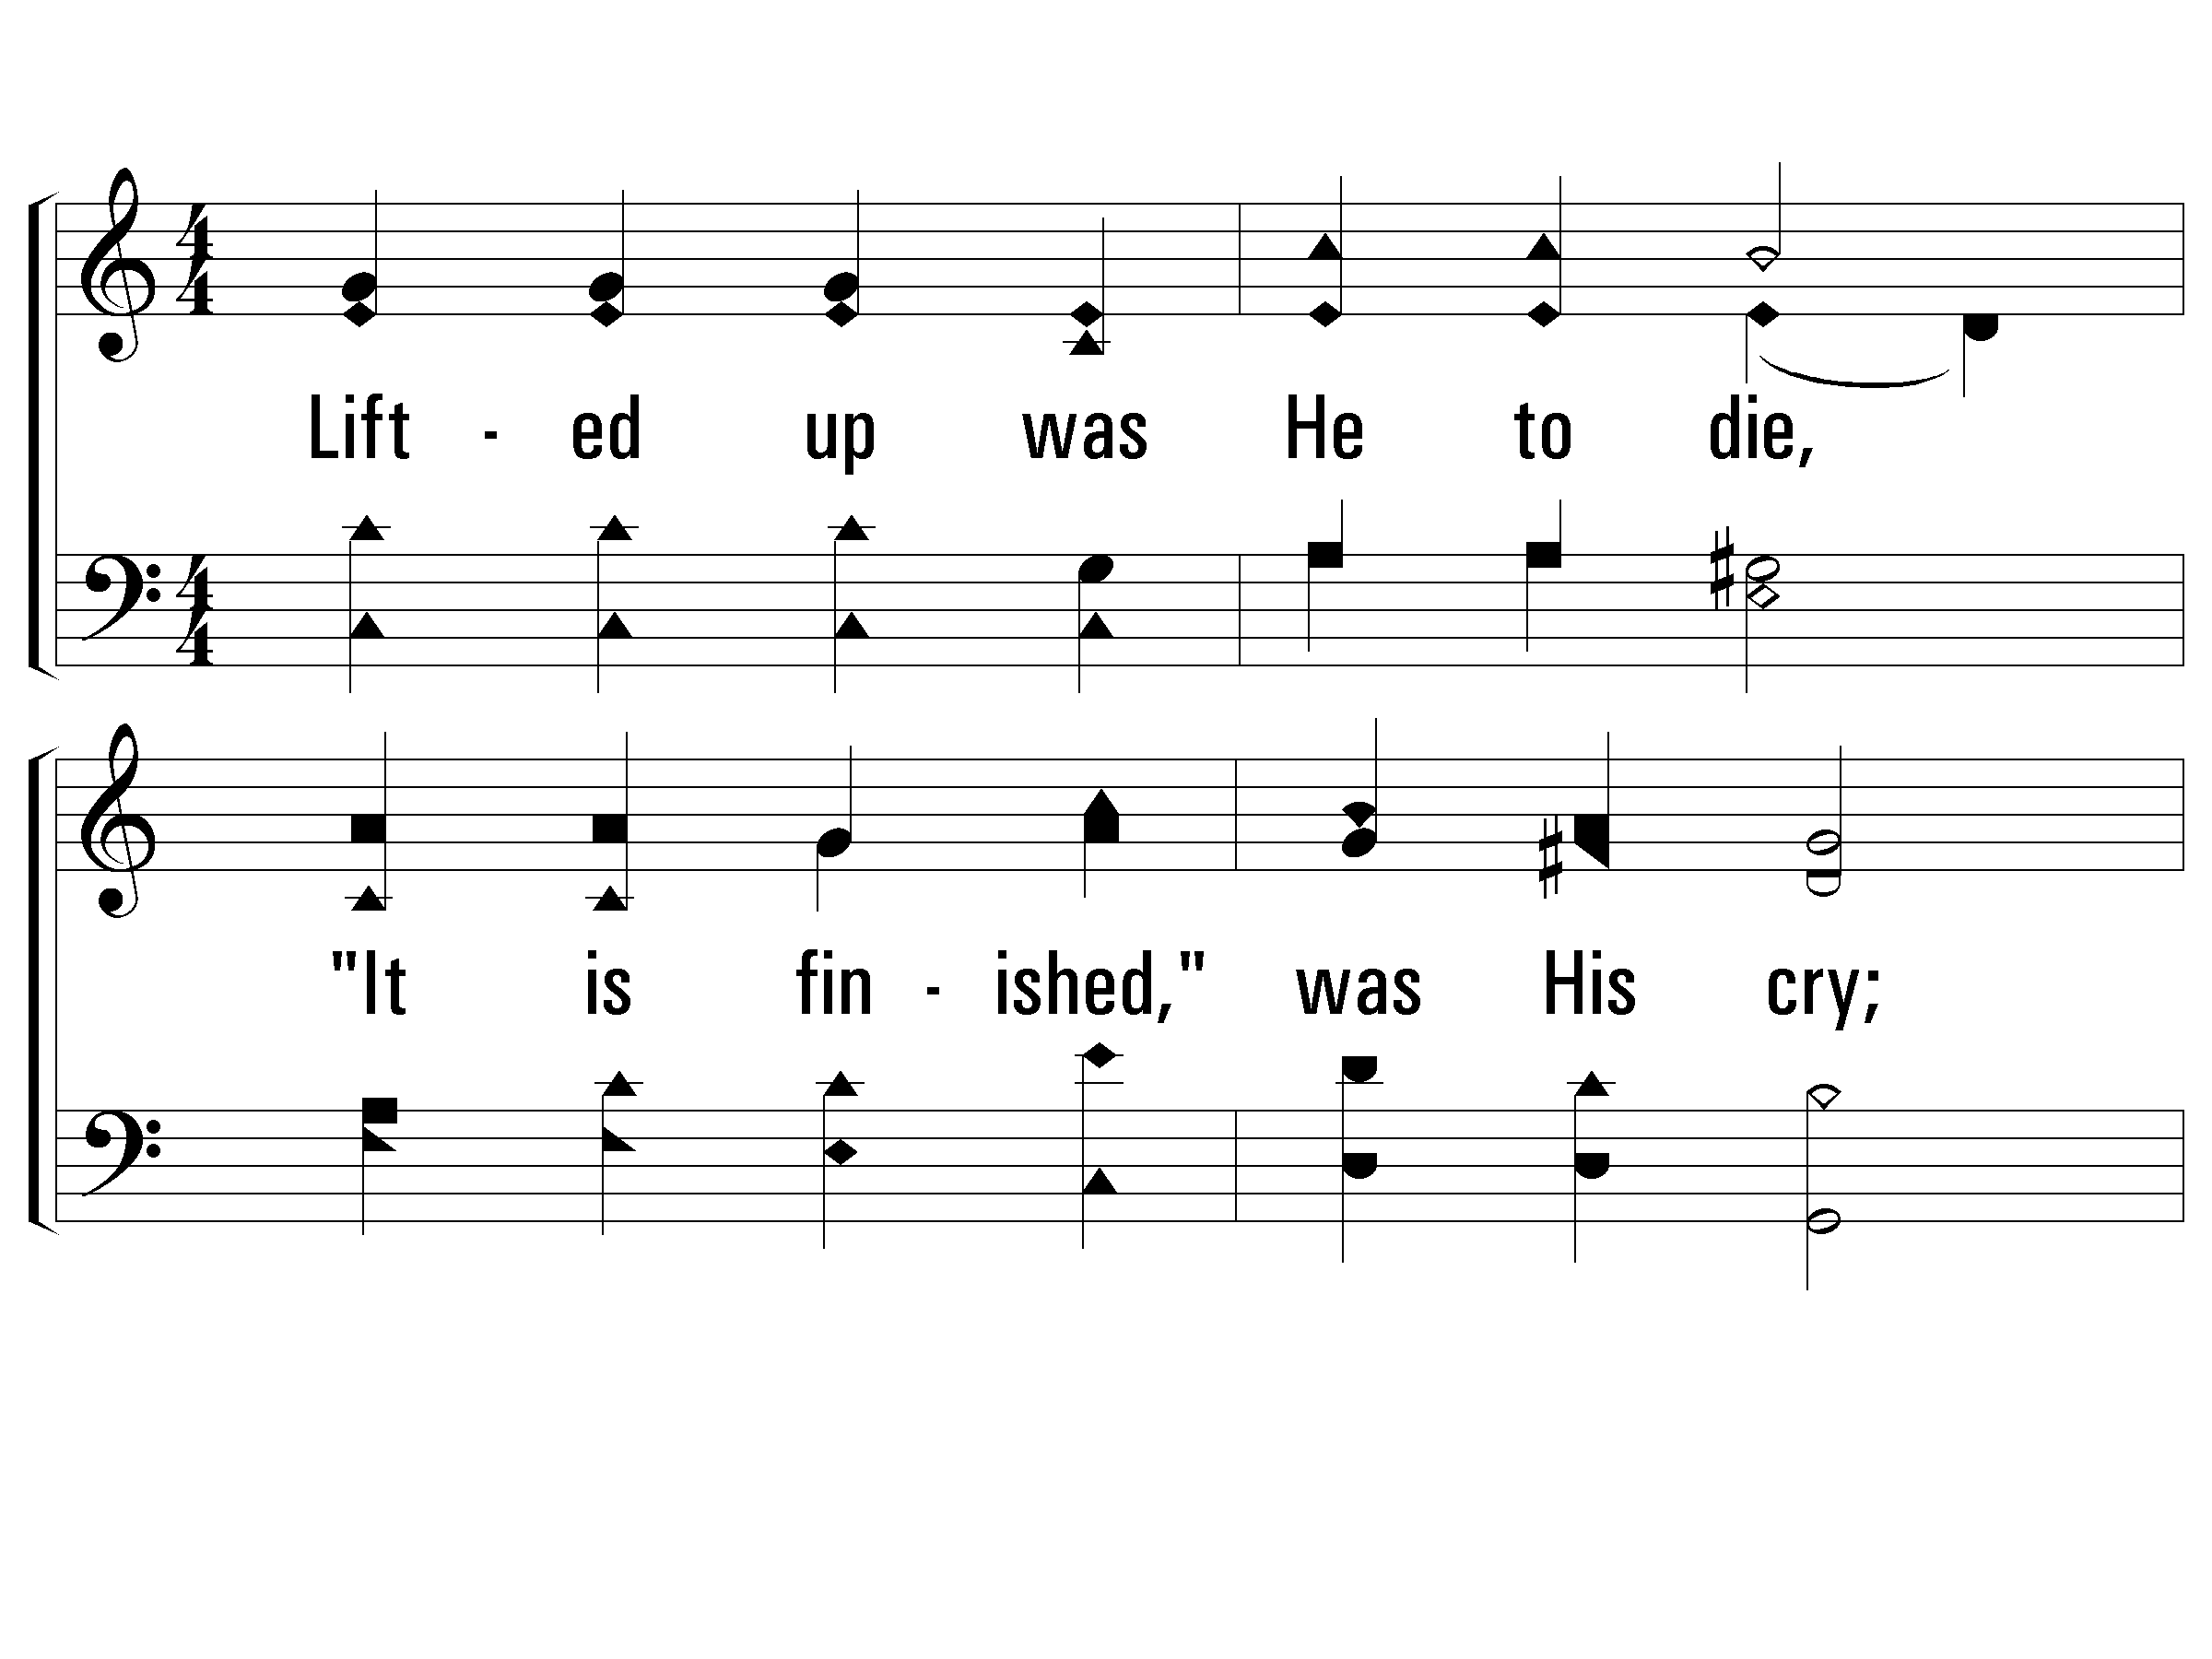 Lift - ed up was He to die,
"It is fin - ished," was His cry;